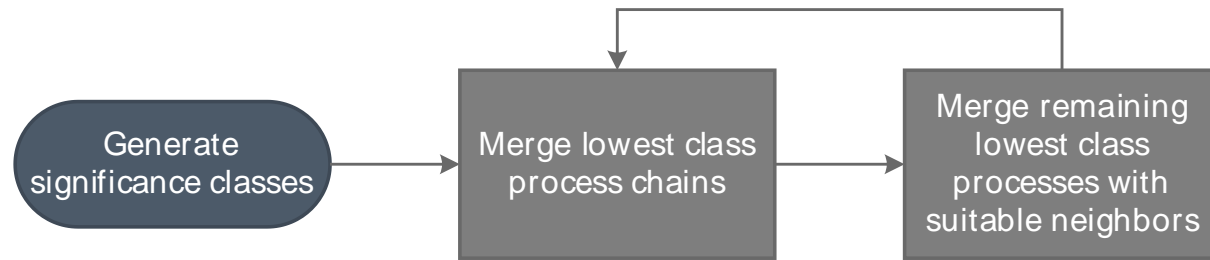 Generate
significance classes
Merge lowest class
process chains
Merge remaining
lowest class
processes with
suitable neighbors